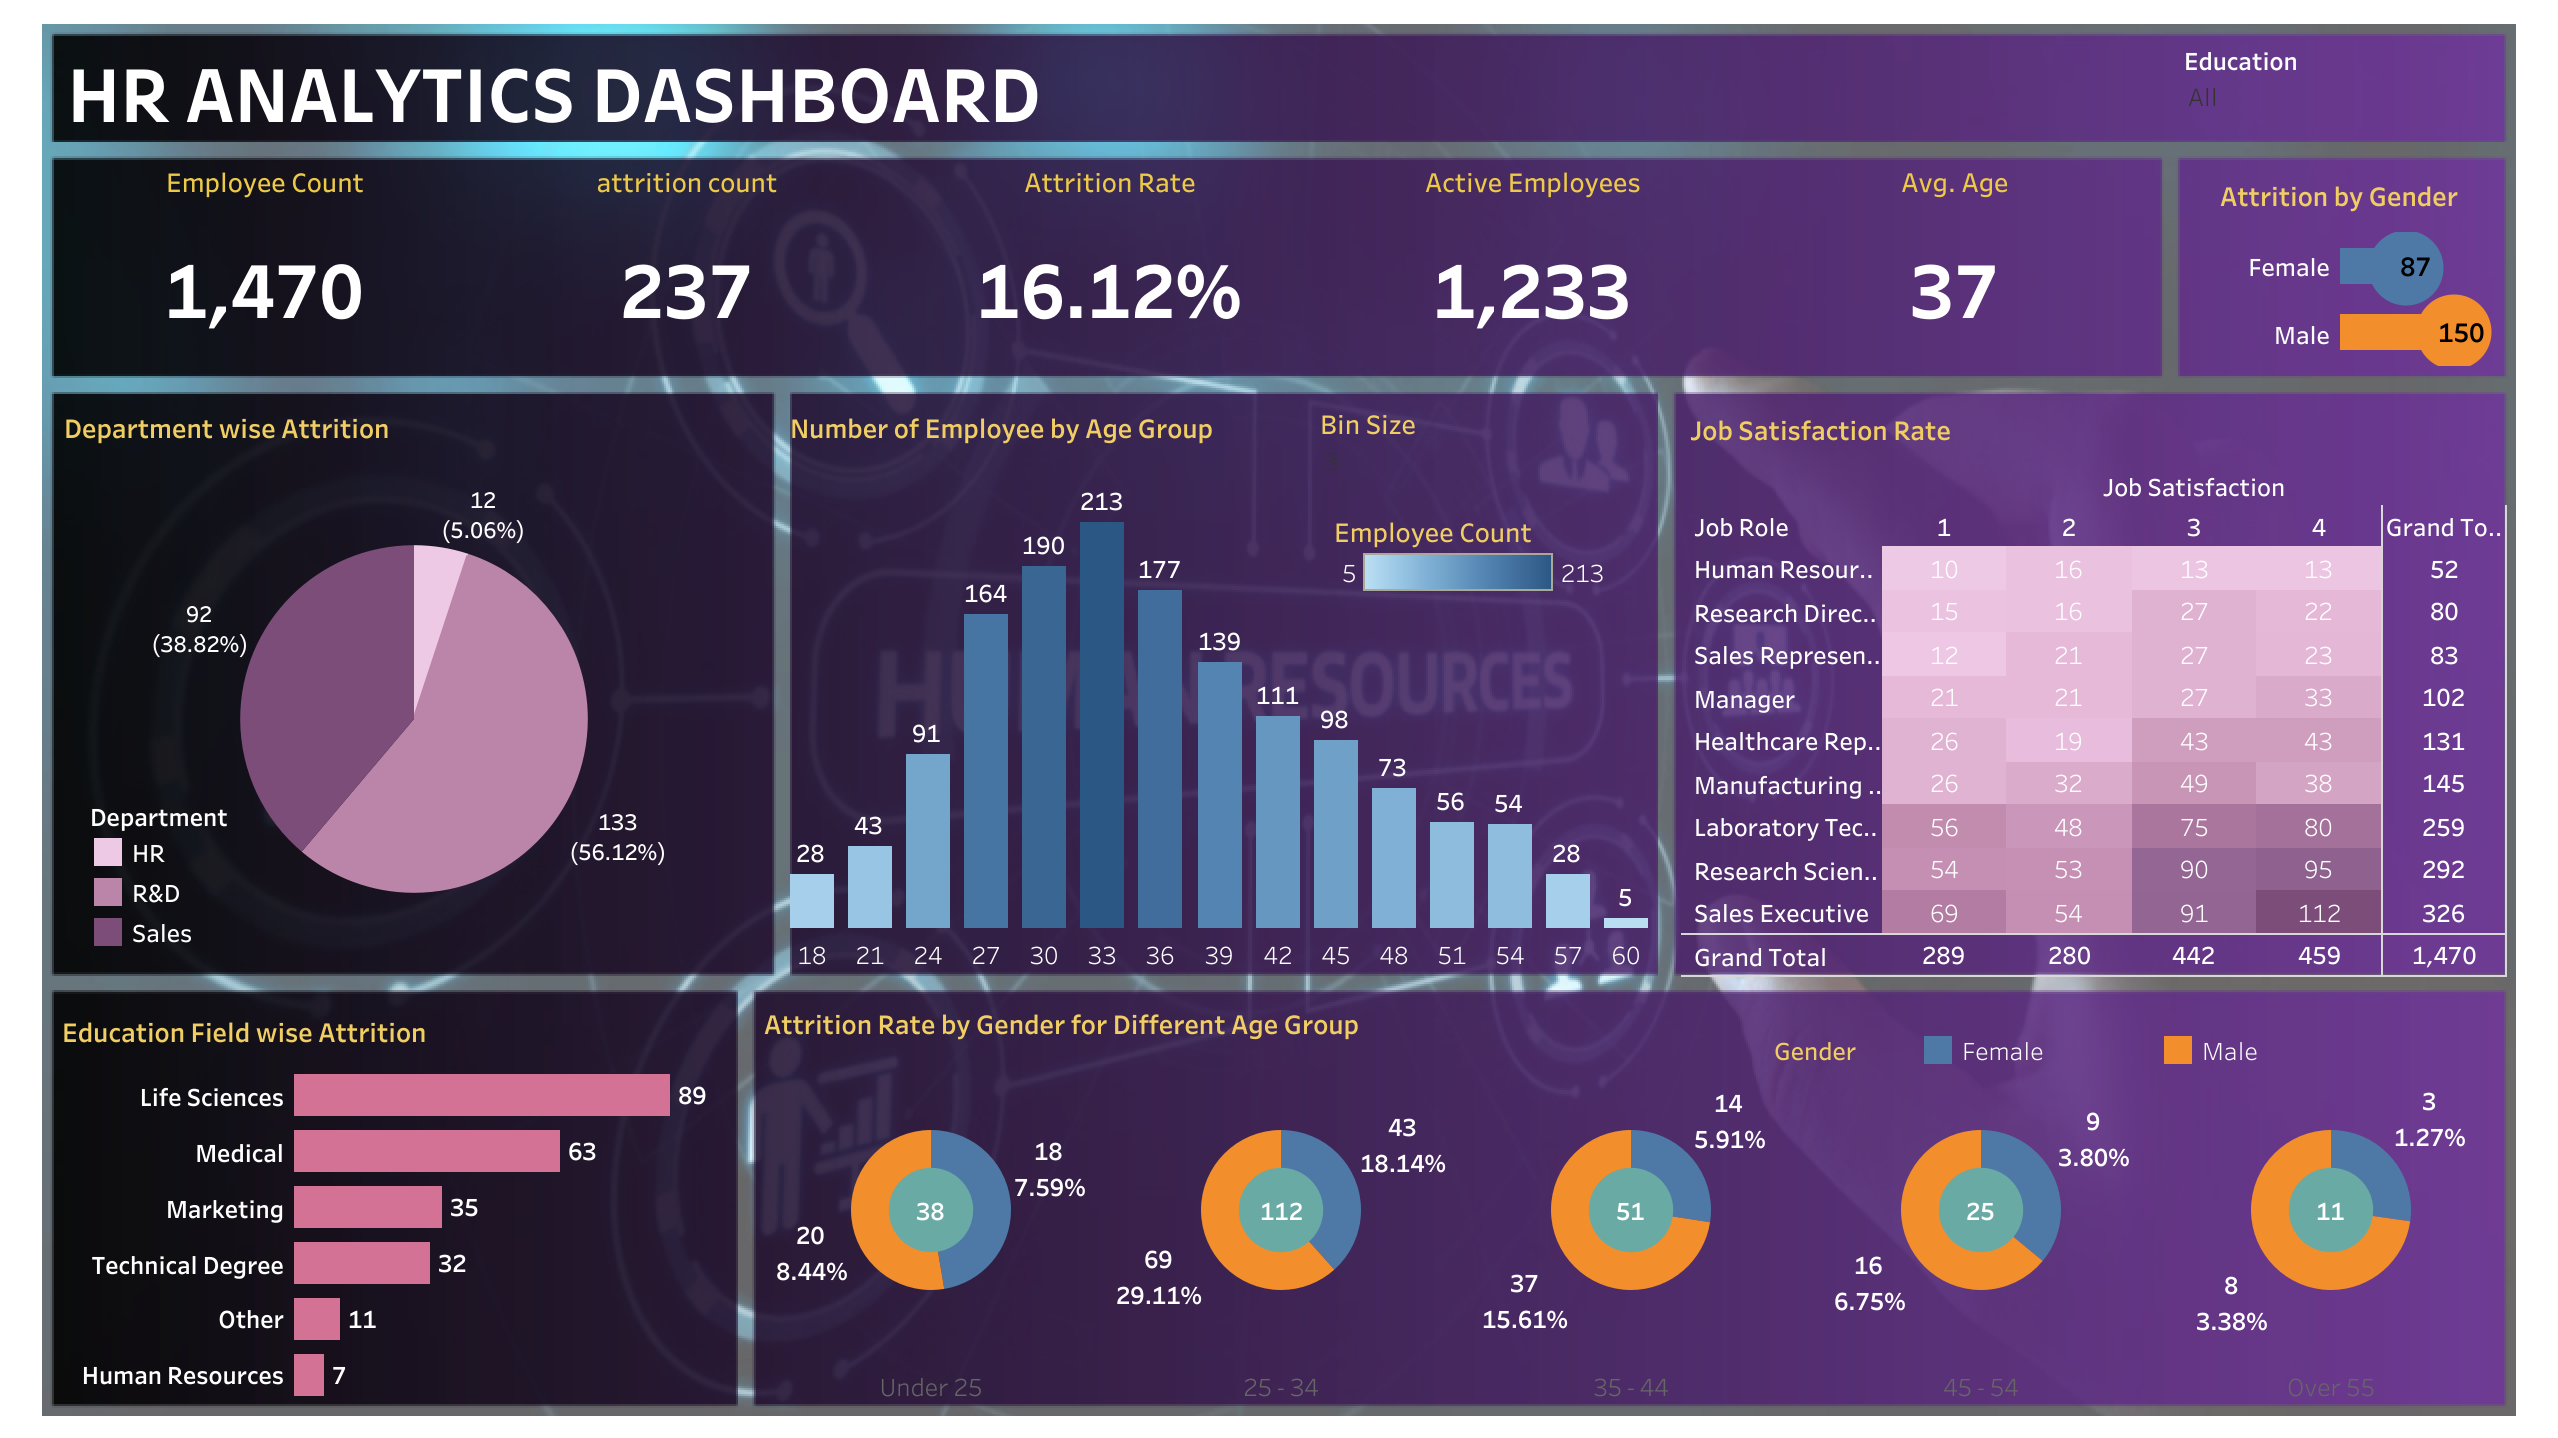 HR ANALYTICS DASHBOARD
Education
All
Employee Count
1,470
attrition count
237
Attrition Rate
16.12%
Active Employees
1,233
Avg. Age
37
Attrition by Gender
Female 87
Male 150
Department wise Attrition
12
(5.06%)
92
(38.82%)
133
(56.12%)
Department
HR
R&D
Sales
Number of Employee by Age Group
Bin Size
Employee Count
5 213
28 43 91 164 190 213 177 139 111 98 73 56 54 28 5
18 21 24 27 30 33 36 39 42 45 48 51 54 57 60
HUMAN RESOURCES
Job Satisfaction Rate
Job Satisfaction
Job Role 1 2 3 4 Grand To..
Human Resour.. 10 16 13 13 52
Research Direc.. 15 16 27 22 80
Sales Represen.. 12 21 27 23 83
Manager 21 21 27 33 102
Healthcare Rep.. 26 19 43 43 131
Manufacturing .. 26 32 49 38 145
Laboratory Tec.. 56 48 75 80 259
Research Scien.. 54 53 90 95 292
Sales Executive 69 54 91 112 326
Grand Total 289 280 442 459 1,470
Education Field wise Attrition
Life Sciences 89
Medical 63
Marketing 35
Technical Degree 32
Other 11
Human Resources 7
Attrition Rate by Gender for Different Age Group
Gender Female Male
18
7.59%
38
20
8.44%
Under 25
43
18.14%
112
69
29.11%
25 - 34
14
5.91%
51
37
15.61%
35 - 44
9
3.80%
25
16
6.75%
45 - 54
3
1.27%
11
8
3.38%
Over 55